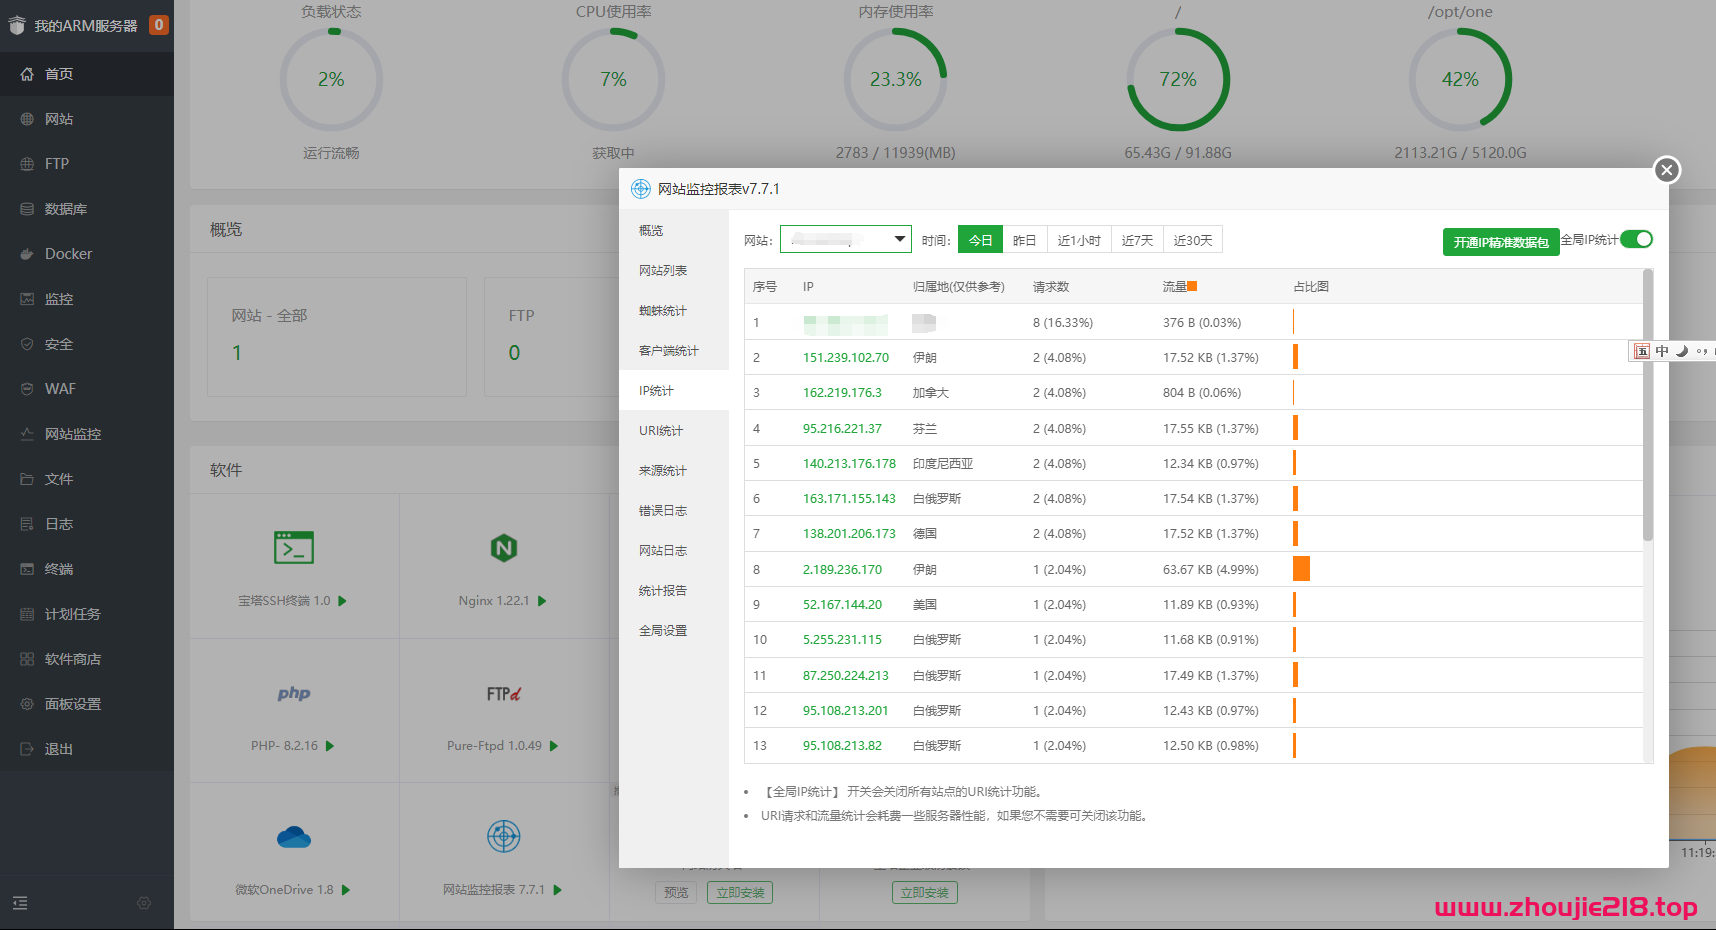 我的ARM服务器 0
首页
网站
FTP
数据库
Docker
监控
安全
WAF
网站监控
文件
日志
终端
计划任务
软件商店
面板设置
退出
负载状态 CPU使用率 内存使用率 / /opt/one
2% 7% 23.3% 72% 42%
运行流畅 获取中 2783 / 11939(MB) 65.43G / 91.88G 2113.21G / 5120.0G
概览
网站 - 全部 FTP
1 0
软件
宝塔SSH终端 1.0 Nginx 1.22.1
PHP- 8.2.16 Pure-Ftpd 1.0.49
微软OneDrive 1.8 网站监控报表 7.7.1
预览 立即安装 立即安装
网站监控报表v7.7.1
概览
网站列表
蜘蛛统计
客户端统计
IP统计
URI统计
来源统计
错误日志
网站日志
统计报告
全局设置
网站: 时间: 今日 昨日 近1小时 近7天 近30天 开通IP精准数据包 全局IP统计
序号 IP 归属地(仅供参考) 请求数 流量 占比图
1 8 (16.33%) 376 B (0.03%)
2 151.239.102.70 伊朗 2 (4.08%) 17.52 KB (1.37%)
3 162.219.176.3 加拿大 2 (4.08%) 804 B (0.06%)
4 95.216.221.37 芬兰 2 (4.08%) 17.55 KB (1.37%)
5 140.213.176.178 印度尼西亚 2 (4.08%) 12.34 KB (0.97%)
6 163.171.155.143 白俄罗斯 2 (4.08%) 17.54 KB (1.37%)
7 138.201.206.173 德国 2 (4.08%) 17.52 KB (1.37%)
8 2.189.236.170 伊朗 1 (2.04%) 63.67 KB (4.99%)
9 52.167.144.20 美国 1 (2.04%) 11.89 KB (0.93%)
10 5.255.231.115 白俄罗斯 1 (2.04%) 11.68 KB (0.91%)
11 87.250.224.213 白俄罗斯 1 (2.04%) 17.49 KB (1.37%)
12 95.108.213.201 白俄罗斯 1 (2.04%) 12.43 KB (0.97%)
13 95.108.213.82 白俄罗斯 1 (2.04%) 12.50 KB (0.98%)
【全局IP统计】 开关会关闭所有站点的URI统计功能。
URI请求和流量统计会耗费一些服务器性能，如果您不需要可关闭该功能。
五 中
11:19:
www.zhoujie218.top